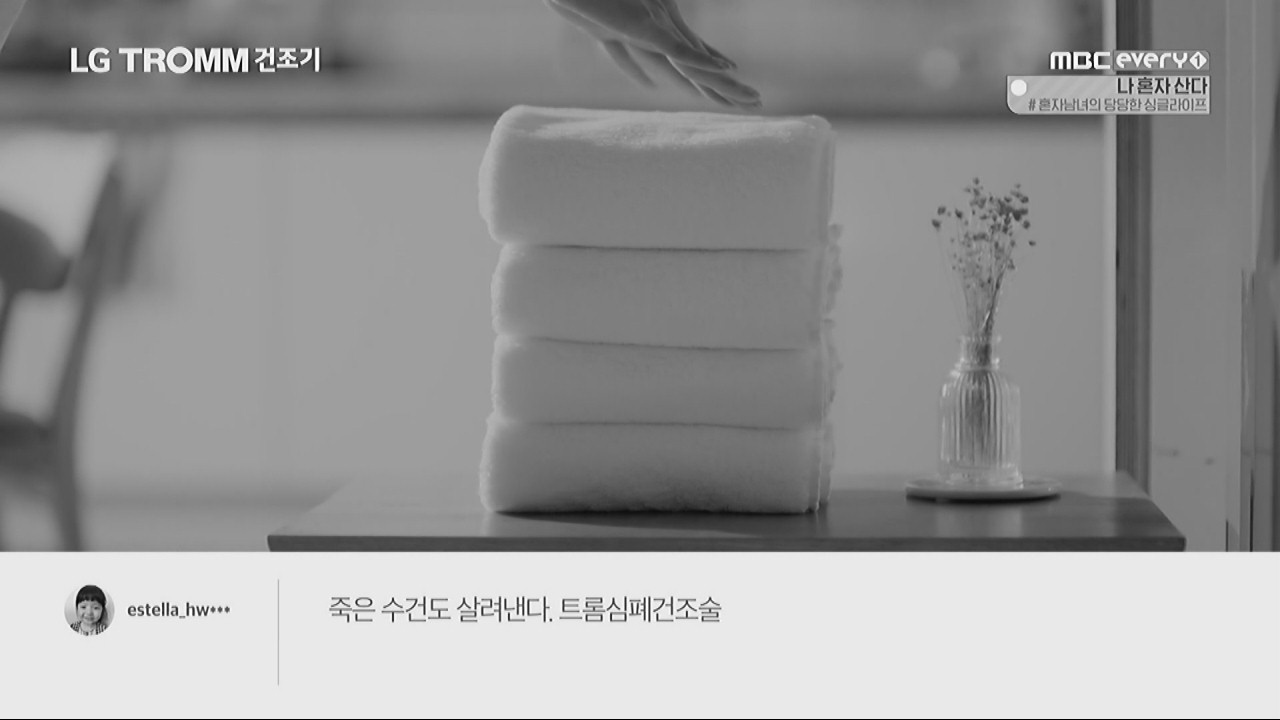 LG TROMM 건조기
MBC every1
나 혼자 산다
# 혼자남녀의 당당한 싱글라이프
estella_hw***
죽은 수건도 살려낸다. 트롬심폐건조술